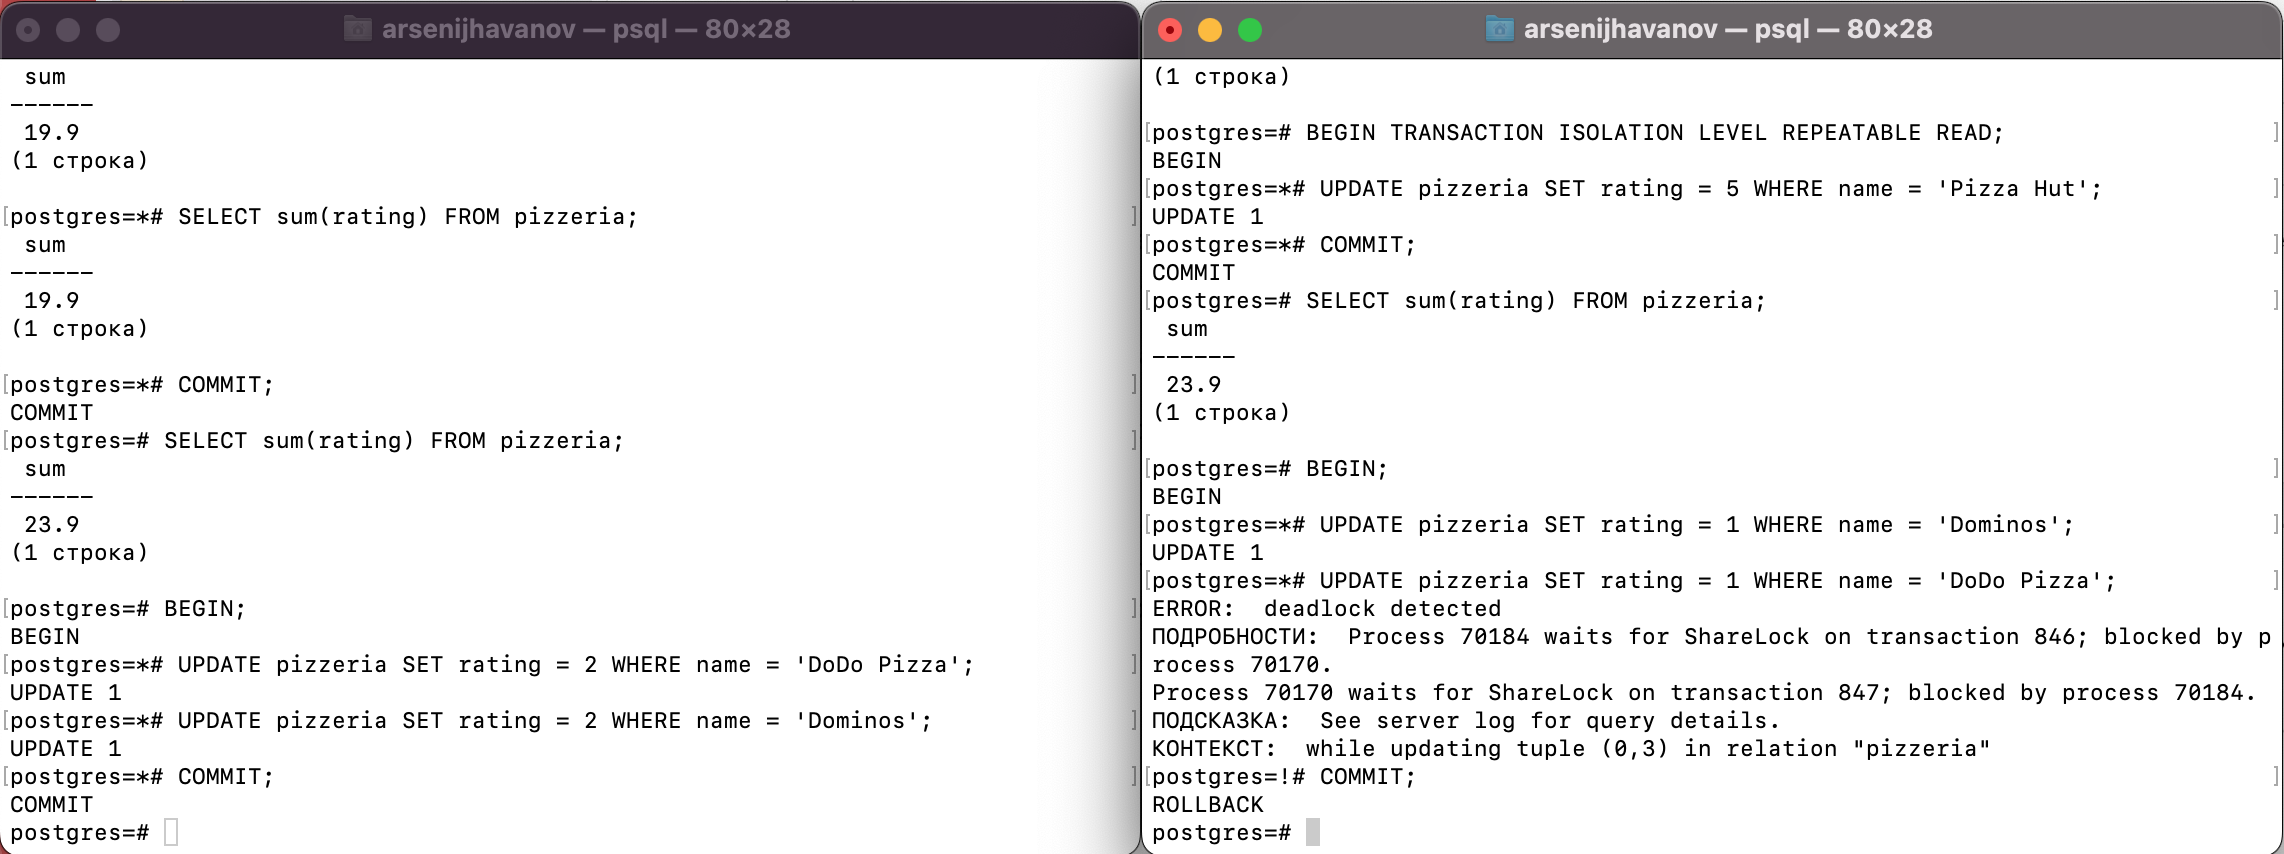 arsenijhavanov — psql — 80×28
 sum
------
 19.9
(1 строка)
[postgres=*# SELECT sum(rating) FROM pizzeria; ]
 sum
------
 19.9
(1 строка)
[postgres=*# COMMIT; ]
COMMIT
[postgres=# SELECT sum(rating) FROM pizzeria; ]
 sum
------
 23.9
(1 строка)
[postgres=# BEGIN; ]
BEGIN
[postgres=*# UPDATE pizzeria SET rating = 2 WHERE name = 'DoDo Pizza'; ]
UPDATE 1
[postgres=*# UPDATE pizzeria SET rating = 2 WHERE name = 'Dominos'; ]
UPDATE 1
[postgres=*# COMMIT; ]
COMMIT
postgres=#
arsenijhavanov — psql — 80×28
(1 строка)
[postgres=# BEGIN TRANSACTION ISOLATION LEVEL REPEATABLE READ; ]
BEGIN
[postgres=*# UPDATE pizzeria SET rating = 5 WHERE name = 'Pizza Hut'; ]
UPDATE 1
[postgres=*# COMMIT; ]
COMMIT
[postgres=# SELECT sum(rating) FROM pizzeria; ]
 sum
------
 23.9
(1 строка)
[postgres=# BEGIN; ]
BEGIN
[postgres=*# UPDATE pizzeria SET rating = 1 WHERE name = 'Dominos'; ]
UPDATE 1
[postgres=*# UPDATE pizzeria SET rating = 1 WHERE name = 'DoDo Pizza'; ]
ERROR:  deadlock detected
ПОДРОБНОСТИ:  Process 70184 waits for ShareLock on transaction 846; blocked by p
rocess 70170.
Process 70170 waits for ShareLock on transaction 847; blocked by process 70184.
ПОДСКАЗКА:  See server log for query details.
КОНТЕКСТ:  while updating tuple (0,3) in relation "pizzeria"
[postgres=!# COMMIT; ]
ROLLBACK
postgres=#